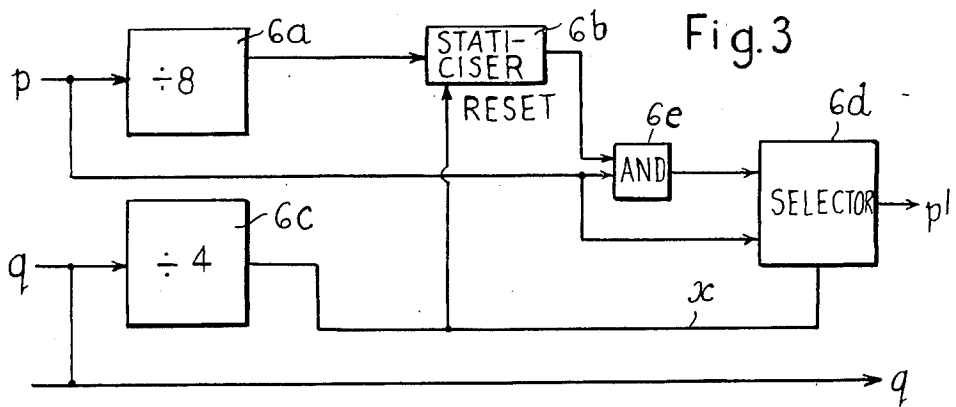 Fig. 3
6a
6b
p
÷8
STATI-
CISER
RESET
6e
6d
AND
SELECTOR
p'
6c
q
÷ 4
x
q